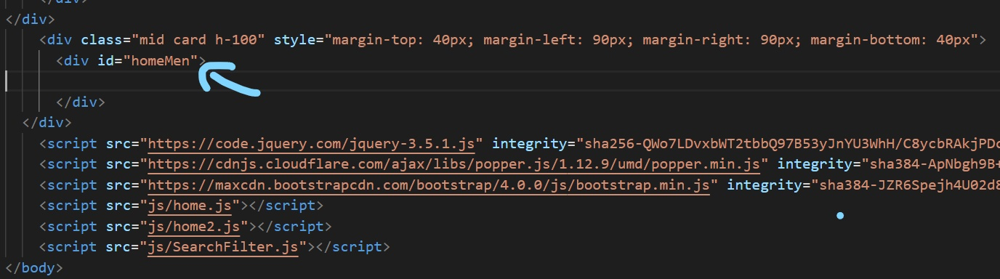 </div>
</div>
<div class="mid card h-100" style="margin-top: 40px; margin-left: 90px; margin-right: 90px; margin-bottom: 40px">
<div id="homeMen">
</div>
</div>
<script src="https://code.jquery.com/jquery-3.5.1.js" integrity="sha256-QWo7LDvxbWT2tbbQ97B53yJnYU3WhH/C8ycbRAkjPDc
<script src="https://cdnjs.cloudflare.com/ajax/libs/popper.js/1.12.9/umd/popper.min.js" integrity="sha384-ApNbgh9B+
<script src="https://maxcdn.bootstrapcdn.com/bootstrap/4.0.0/js/bootstrap.min.js" integrity="sha384-JZR6Spejh4U02d8
<script src="js/home.js"></script>
<script src="js/home2.js"></script>
<script src="js/SearchFilter.js"></script>
</body>